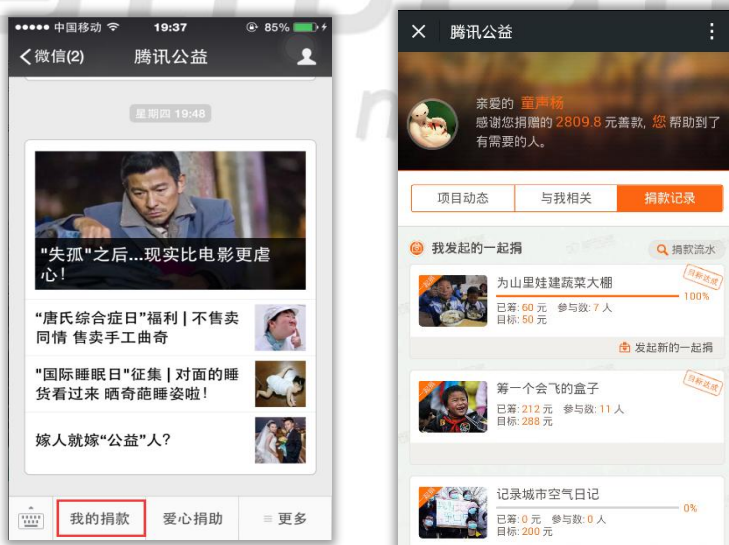 中国移动 19:37 85%
微信(2) 腾讯公益
星期四 19:48
"失孤"之后...现实比电影更虐
心！
“唐氏综合症日”福利 | 不售卖
同情 售卖手工曲奇
"国际睡眠日"征集 | 对面的睡
货看过来 晒奇葩睡姿啦！
嫁人就嫁“公益”人？
我的捐款 爱心捐助 更多
腾讯公益
亲爱的 童声杨
感谢您捐赠的 2809.8 元善款, 您 帮助到了
有需要的人。
项目动态 与我相关 捐款记录
我发起的一起捐 捐款流水
为山里娃建蔬菜大棚
目标达成
100%
已筹: 60 元 参与数: 7 人
目标: 50 元
发起新的一起捐
筹一个会飞的盒子
目标达成
已筹: 212 元 参与数: 11 人
目标: 288 元
记录城市空气日记
0%
已筹: 0 元 参与数: 0 人
目标: 200 元